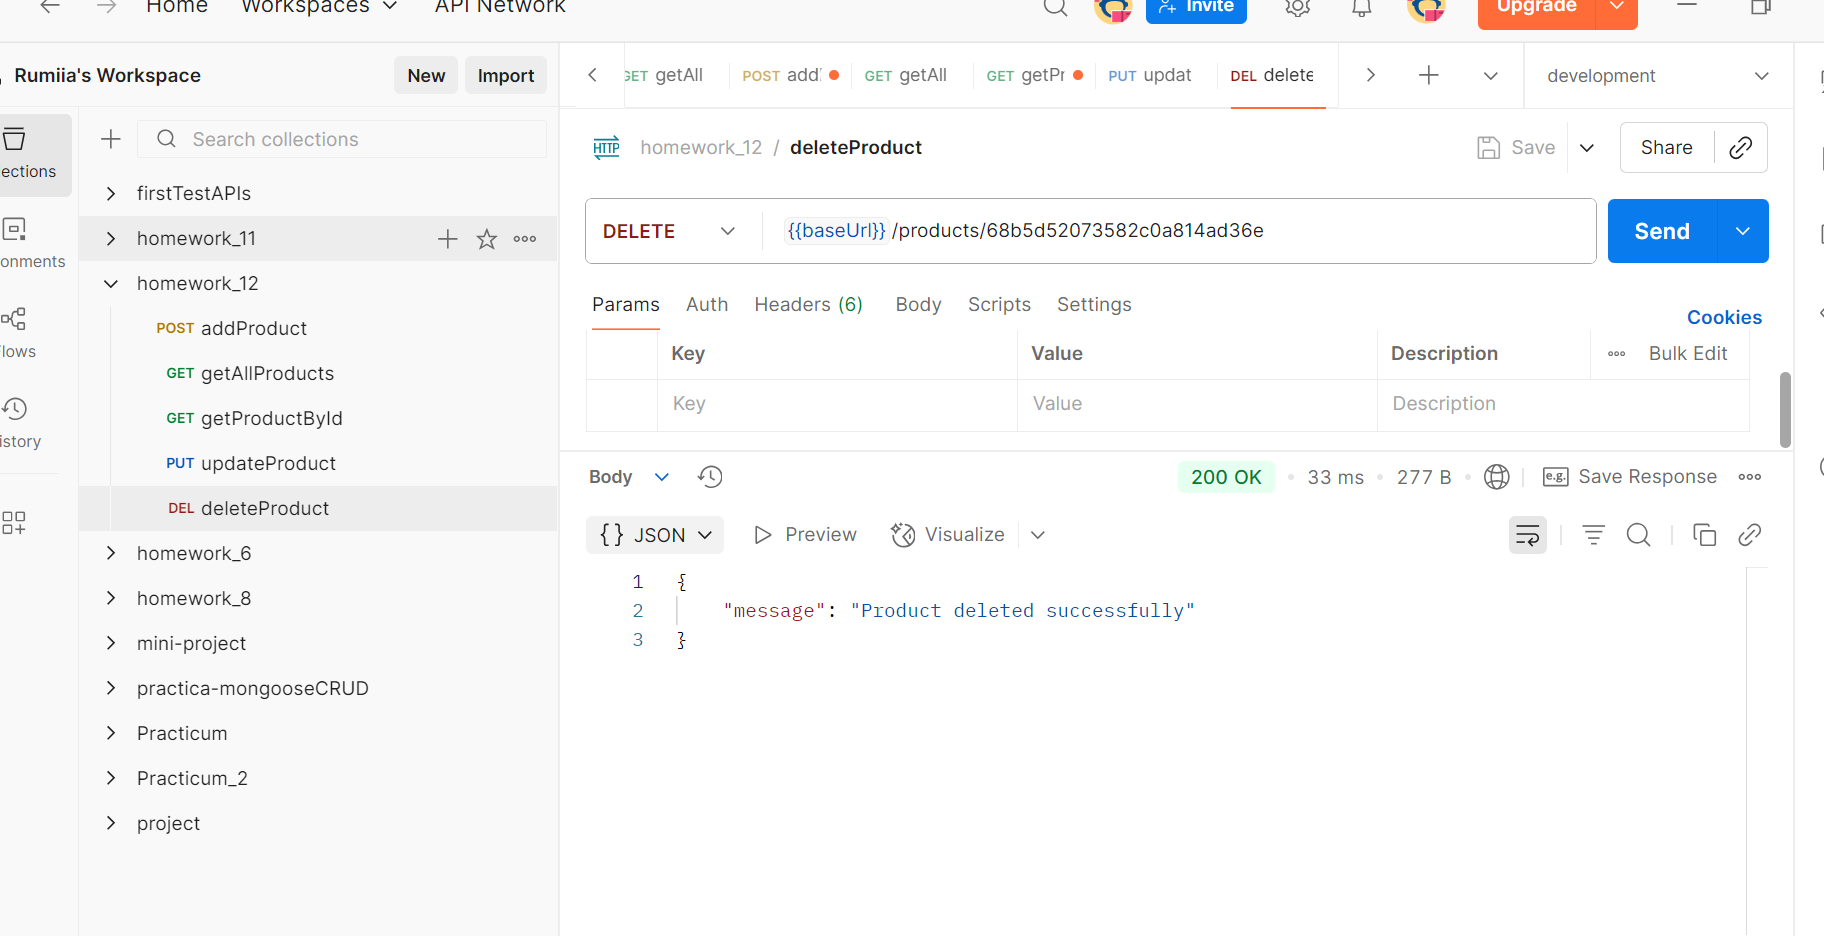 Home Workspaces API Network Invite Upgrade
Rumiia's Workspace New Import
GET getAll POST add GET getAll GET getPr PUT updat DEL delete development
Search collections
homework_12 / deleteProduct Save Share
ections
firstTestAPIs
homework_11
onments
homework_12
POST addProduct
lows
GET getAllProducts
GET getProductById
istory
PUT updateProduct
DEL deleteProduct
homework_6
homework_8
mini-project
practica-mongooseCRUD
Practicum
Practicum_2
project
HTTP
DELETE {{baseUrl}} /products/68b5d52073582c0a814ad36e Send
Params Auth Headers (6) Body Scripts Settings Cookies
Key Value Description Bulk Edit
Key Value Description
Body 200 OK • 33 ms • 277 B • e.g. Save Response
{} JSON Preview Visualize
1 {
2 "message": "Product deleted successfully"
3 }